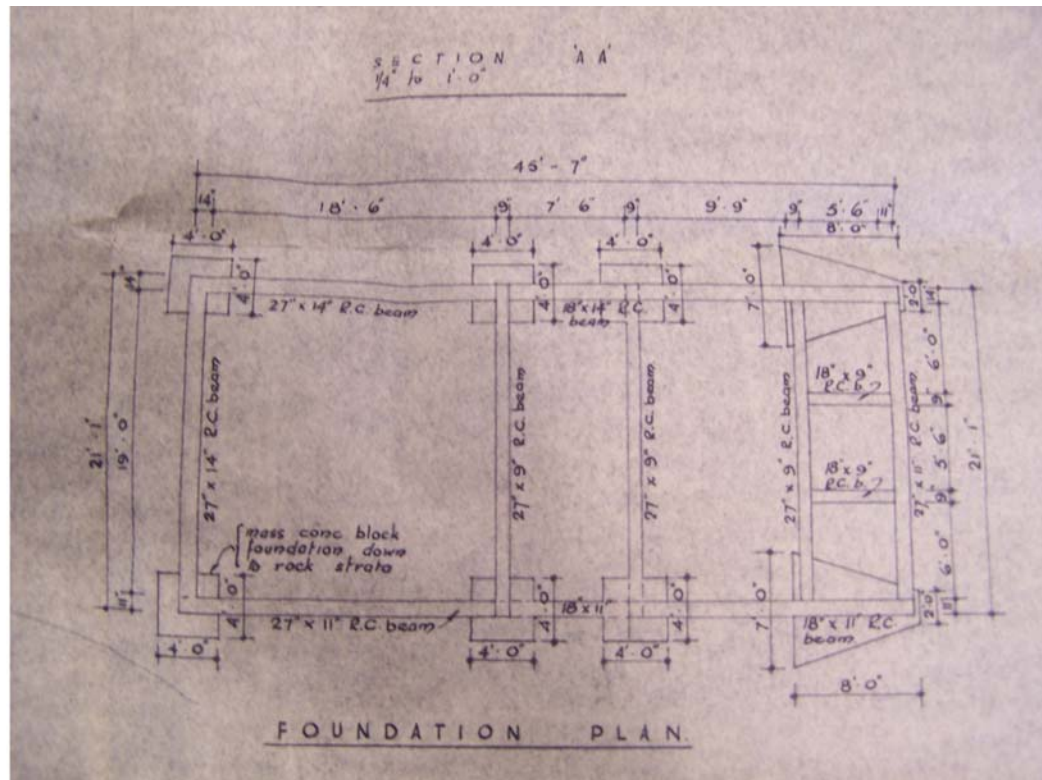 SECTION 'AA'
1/4" to 1'-0"
45' - 7"
14" 18'-6" 9" 7' 6" 9" 9'-9" 9" 5'-6" 11"
4'-0" 4'-0" 4'-0" 8'-0"
14" 4'-0" 4'-0" 4'-0" 7'-0" 2'-0" 14"
27" x 14" R.C. beam
18"x14" R.C.
beam
6'-0"
18" x 9"
R.C.b.
9"
21'-1"
19'-0"
27" x 14" R.C. beam
27" x 9" R.C. beam
27" x 9" R.C. beam
27" x 9" R.C. beam
27" x 11" R.C. beam
5'-6"
21'-1"
18" x 9"
R.C.b.
9"
mass conc block
foundation down
to rock strata
6'-0"
11" 4'-0" 4'-0" 18"x11" 4'-0" 7'-0" 2'-0" 11"
27" x 11" R.C. beam
18" x 11" R.C.
beam
4'-0" 4'-0" 4'-0"
8'-0"
FOUNDATION PLAN.